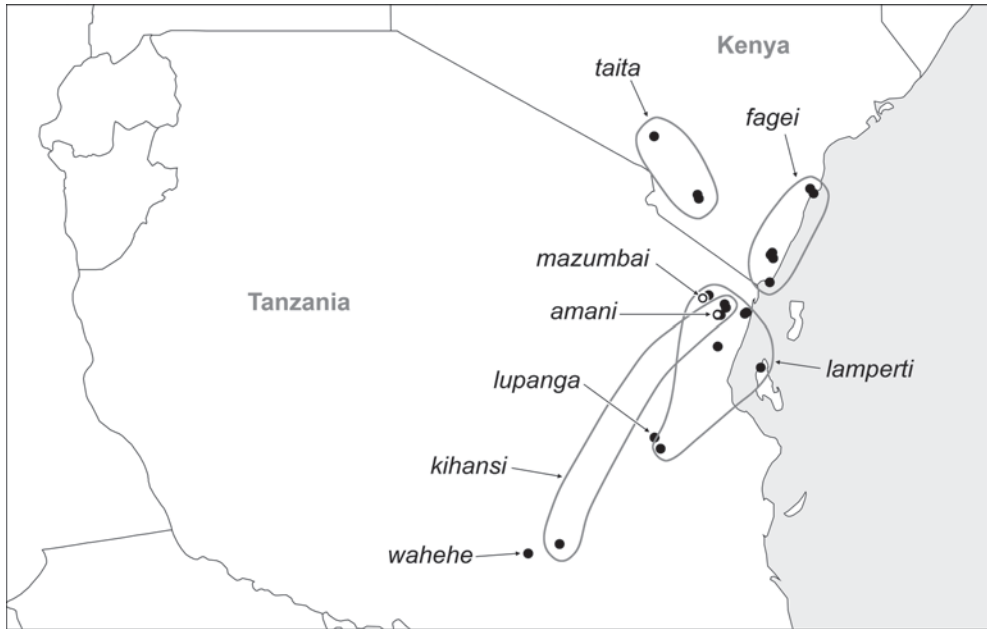 Kenya
taita
fagei
mazumbai
Tanzania
amani
lamperti
lupanga
kihansi
wahehe